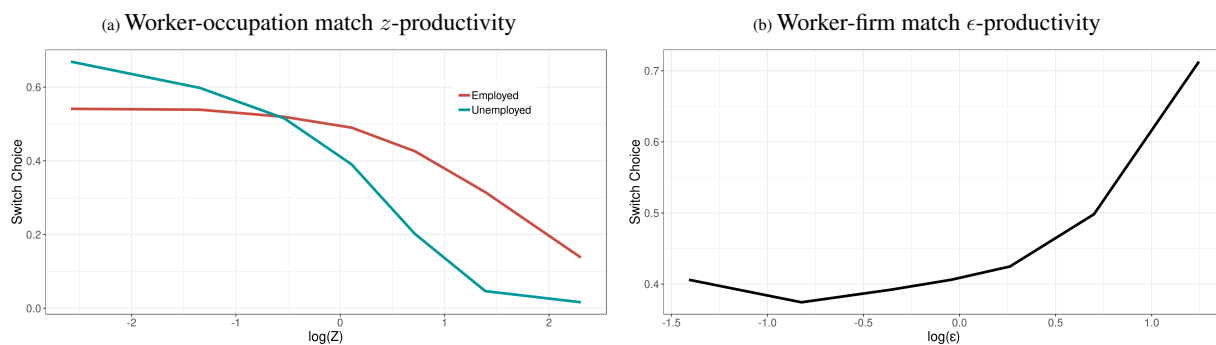 (a) Worker-occupation match z-productivity
Switch Choice
0.6
0.4
0.2
0.0
Employed
Unemployed
-2
-1
0
1
2
log(Z)
(b) Worker-firm match ϵ-productivity
Switch Choice
0.7
0.6
0.5
0.4
-1.5
-1.0
-0.5
0.0
0.5
1.0
log(ε)